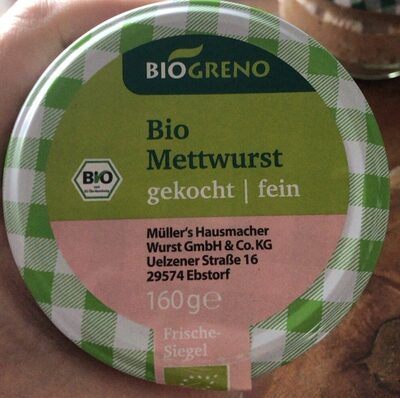 BIOGRENO
Bio
Mettwurst
gekocht | fein
Bio
Müller's Hausmacher
Wurst GmbH & Co. KG
Uelzener Straße 16
29574 Ebstorf
160 g ℮
Frische-
Siegel